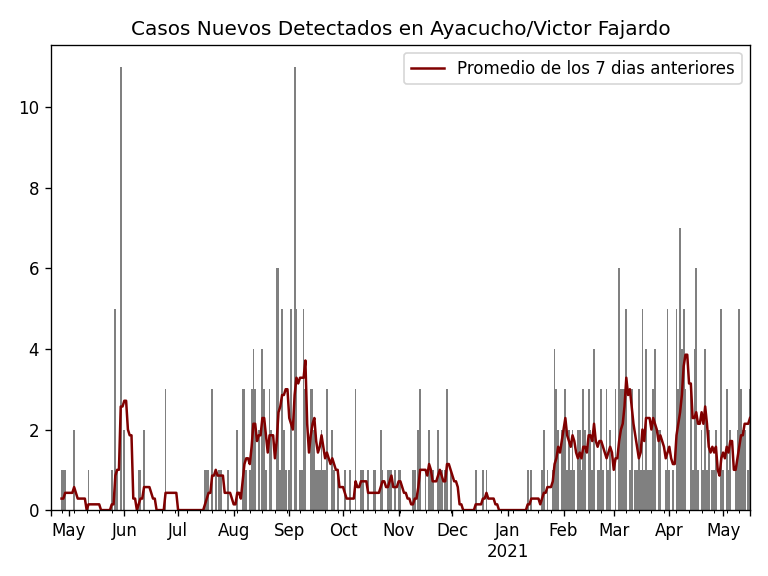 Casos Nuevos Detectados en Ayacucho/Victor Fajardo
Promedio de los 7 dias anteriores
10
8
6
4
2
0
May Jun Jul Aug Sep Oct Nov Dec Jan Feb Mar Apr May
2021